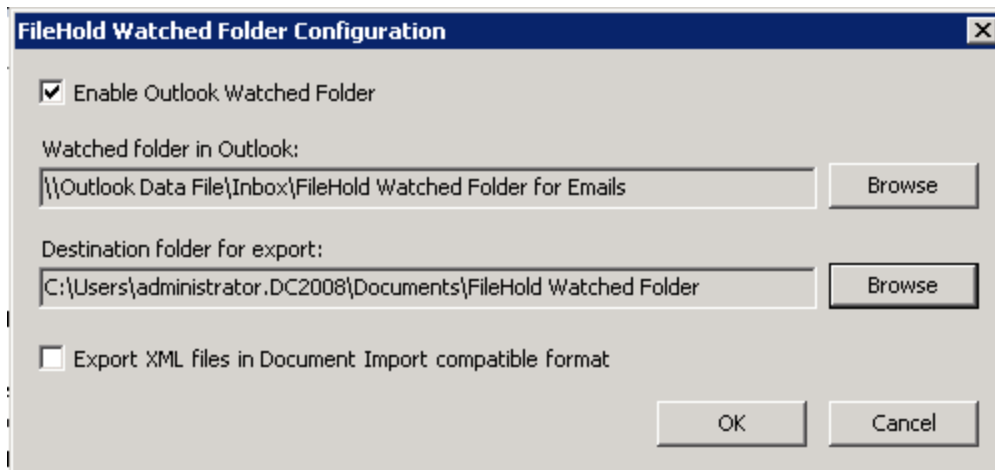 FileHold Watched Folder Configuration
Enable Outlook Watched Folder
Watched folder in Outlook:
\\Outlook Data File\Inbox\FileHold Watched Folder for Emails
Browse
Destination folder for export:
C:\Users\administrator.DC2008\Documents\FileHold Watched Folder
Browse
Export XML files in Document Import compatible format
OK
Cancel